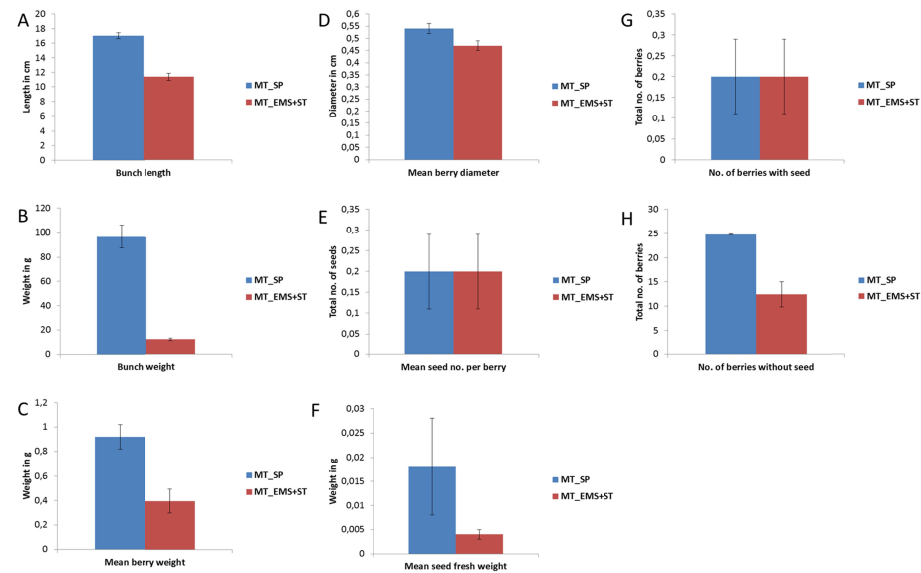 A
Length in cm
20
18
16
14
12
10
8
6
4
2
0
Bunch length
MT_SP
MT_EMS+ST
D
Diameter in cm
0,6
0,55
0,5
0,45
0,4
0,35
0,3
0,25
0,2
0,15
0,1
0,05
0
Mean berry diameter
MT_SP
MT_EMS+ST
G
Total no. of berries
0,35
0,3
0,25
0,2
0,15
0,1
0,05
0
No. of berries with seed
MT_SP
MT_EMS+ST
B
Weight in g
120
100
80
60
40
20
0
Bunch weight
MT_SP
MT_EMS+ST
E
Total no. of seeds
0,35
0,3
0,25
0,2
0,15
0,1
0,05
0
Mean seed no. per berry
MT_SP
MT_EMS+ST
H
Total no. of berries
30
25
20
15
10
5
0
No. of berries without seed
MT_SP
MT_EMS+ST
C
Weight in g
1,2
1
0,8
0,6
0,4
0,2
0
Mean berry weight
MT_SP
MT_EMS+ST
F
Weight in g
0,03
0,025
0,02
0,015
0,01
0,005
0
Mean seed fresh weight
MT_SP
MT_EMS+ST